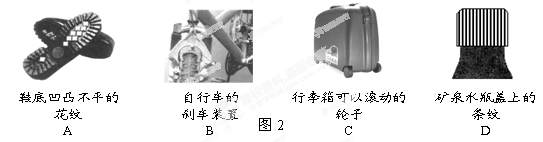 鞋底凹凸不平的
花纹
A
自行车的
刹车装置
B
行李箱可以滚动的
轮子
C
矿泉水瓶盖上的
条纹
D
图2